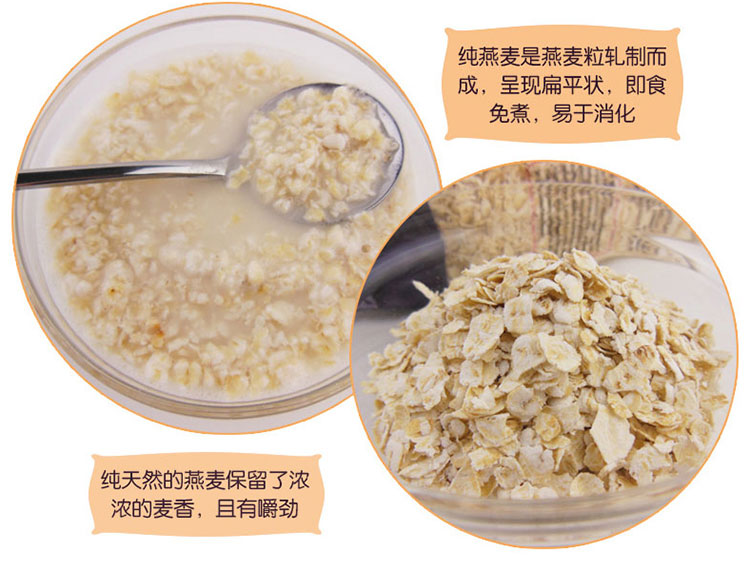 纯燕麦是燕麦粒轧制而
成，呈现扁平状，即食
免煮，易于消化
纯天然的燕麦保留了浓
浓的麦香，且有嚼劲